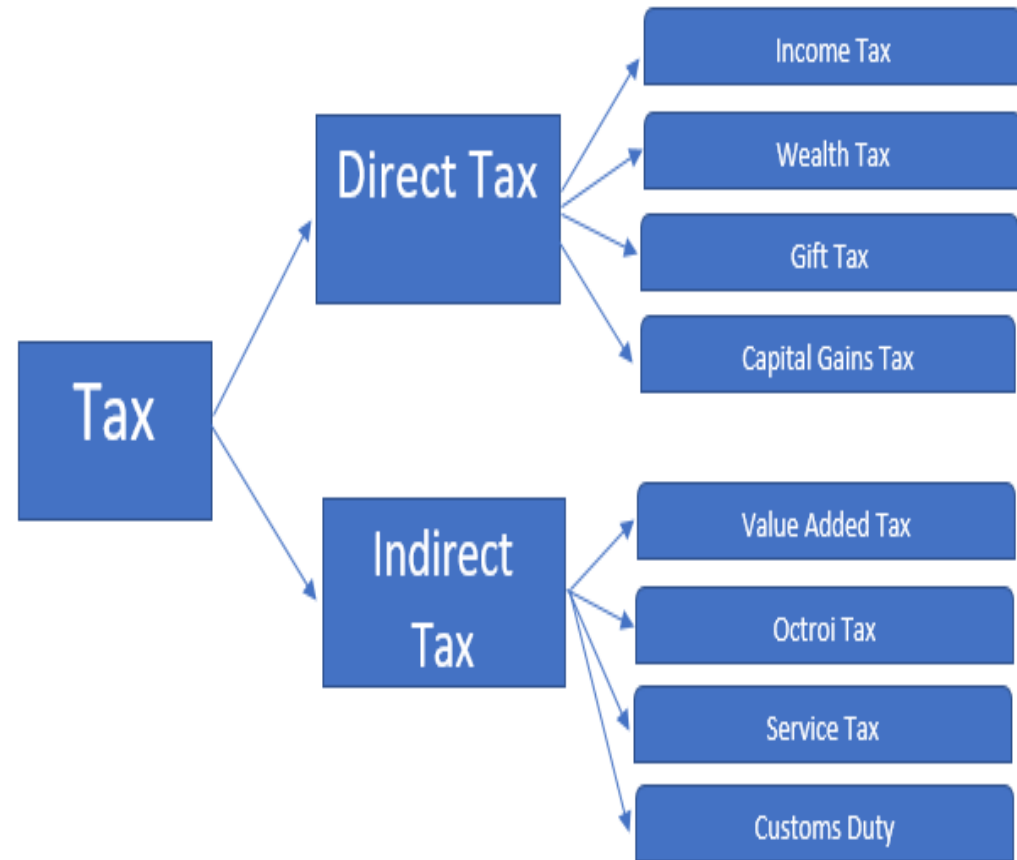 Tax
Direct Tax
Income Tax
Wealth Tax
Gift Tax
Capital Gains Tax
Indirect
Tax
Value Added Tax
Octroi Tax
Service Tax
Customs Duty